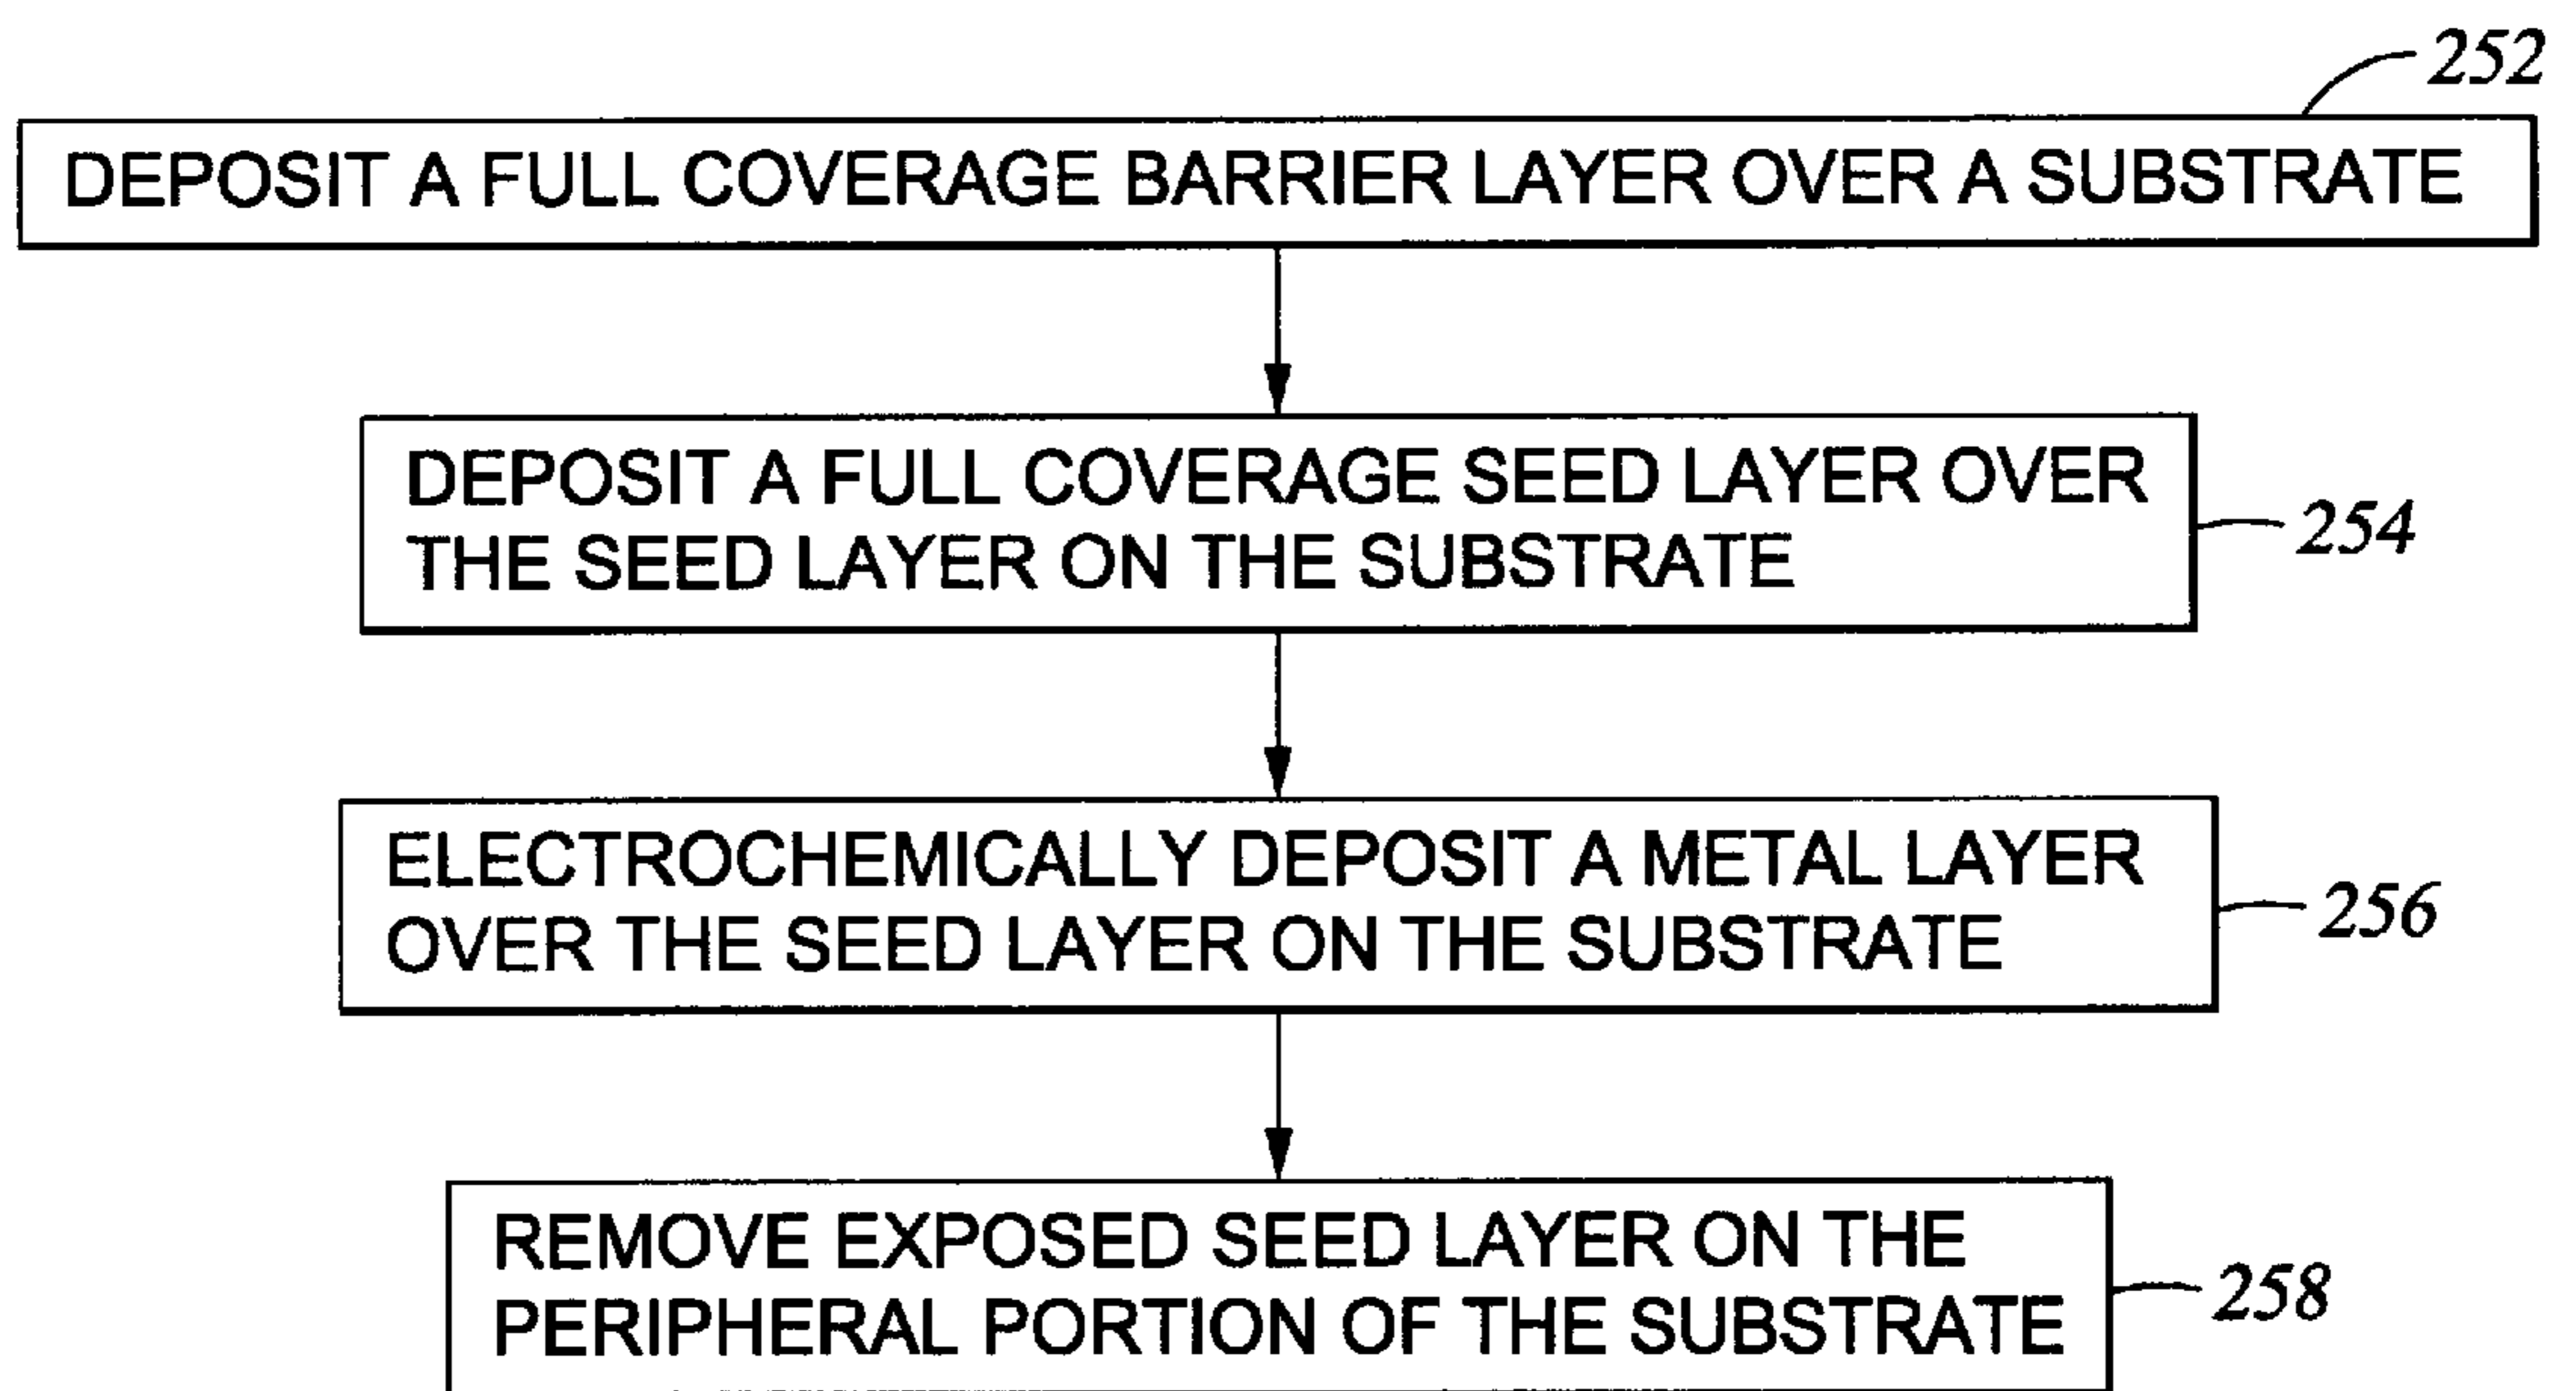 252
DEPOSIT A FULL COVERAGE BARRIER LAYER OVER A SUBSTRATE
DEPOSIT A FULL COVERAGE SEED LAYER OVER
THE SEED LAYER ON THE SUBSTRATE
254
ELECTROCHEMICALLY DEPOSIT A METAL LAYER
OVER THE SEED LAYER ON THE SUBSTRATE
256
REMOVE EXPOSED SEED LAYER ON THE
PERIPHERAL PORTION OF THE SUBSTRATE
258